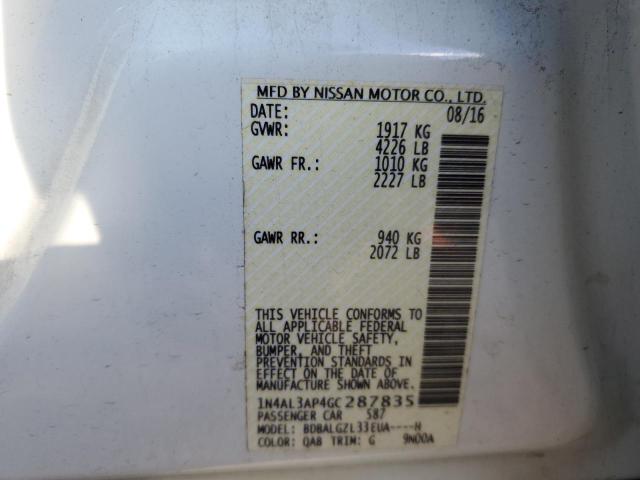 MFD BY NISSAN MOTOR CO., LTD.
DATE: 08/16
GVWR: 1917 KG
4226 LB
GAWR FR.: 1010 KG
2227 LB
GAWR RR.: 940 KG
2072 LB
THIS VEHICLE CONFORMS TO
ALL APPLICABLE FEDERAL
MOTOR VEHICLE SAFETY,
BUMPER, AND THEFT
PREVENTION STANDARDS IN
EFFECT ON THE DATE OF
MANUFACTURE SHOWN ABOVE.
1N4AL3AP4GC287835
PASSENGER CAR 587
MODEL: BDBALGZL33EUA----H
COLOR: QAB TRIM: G 9N00A